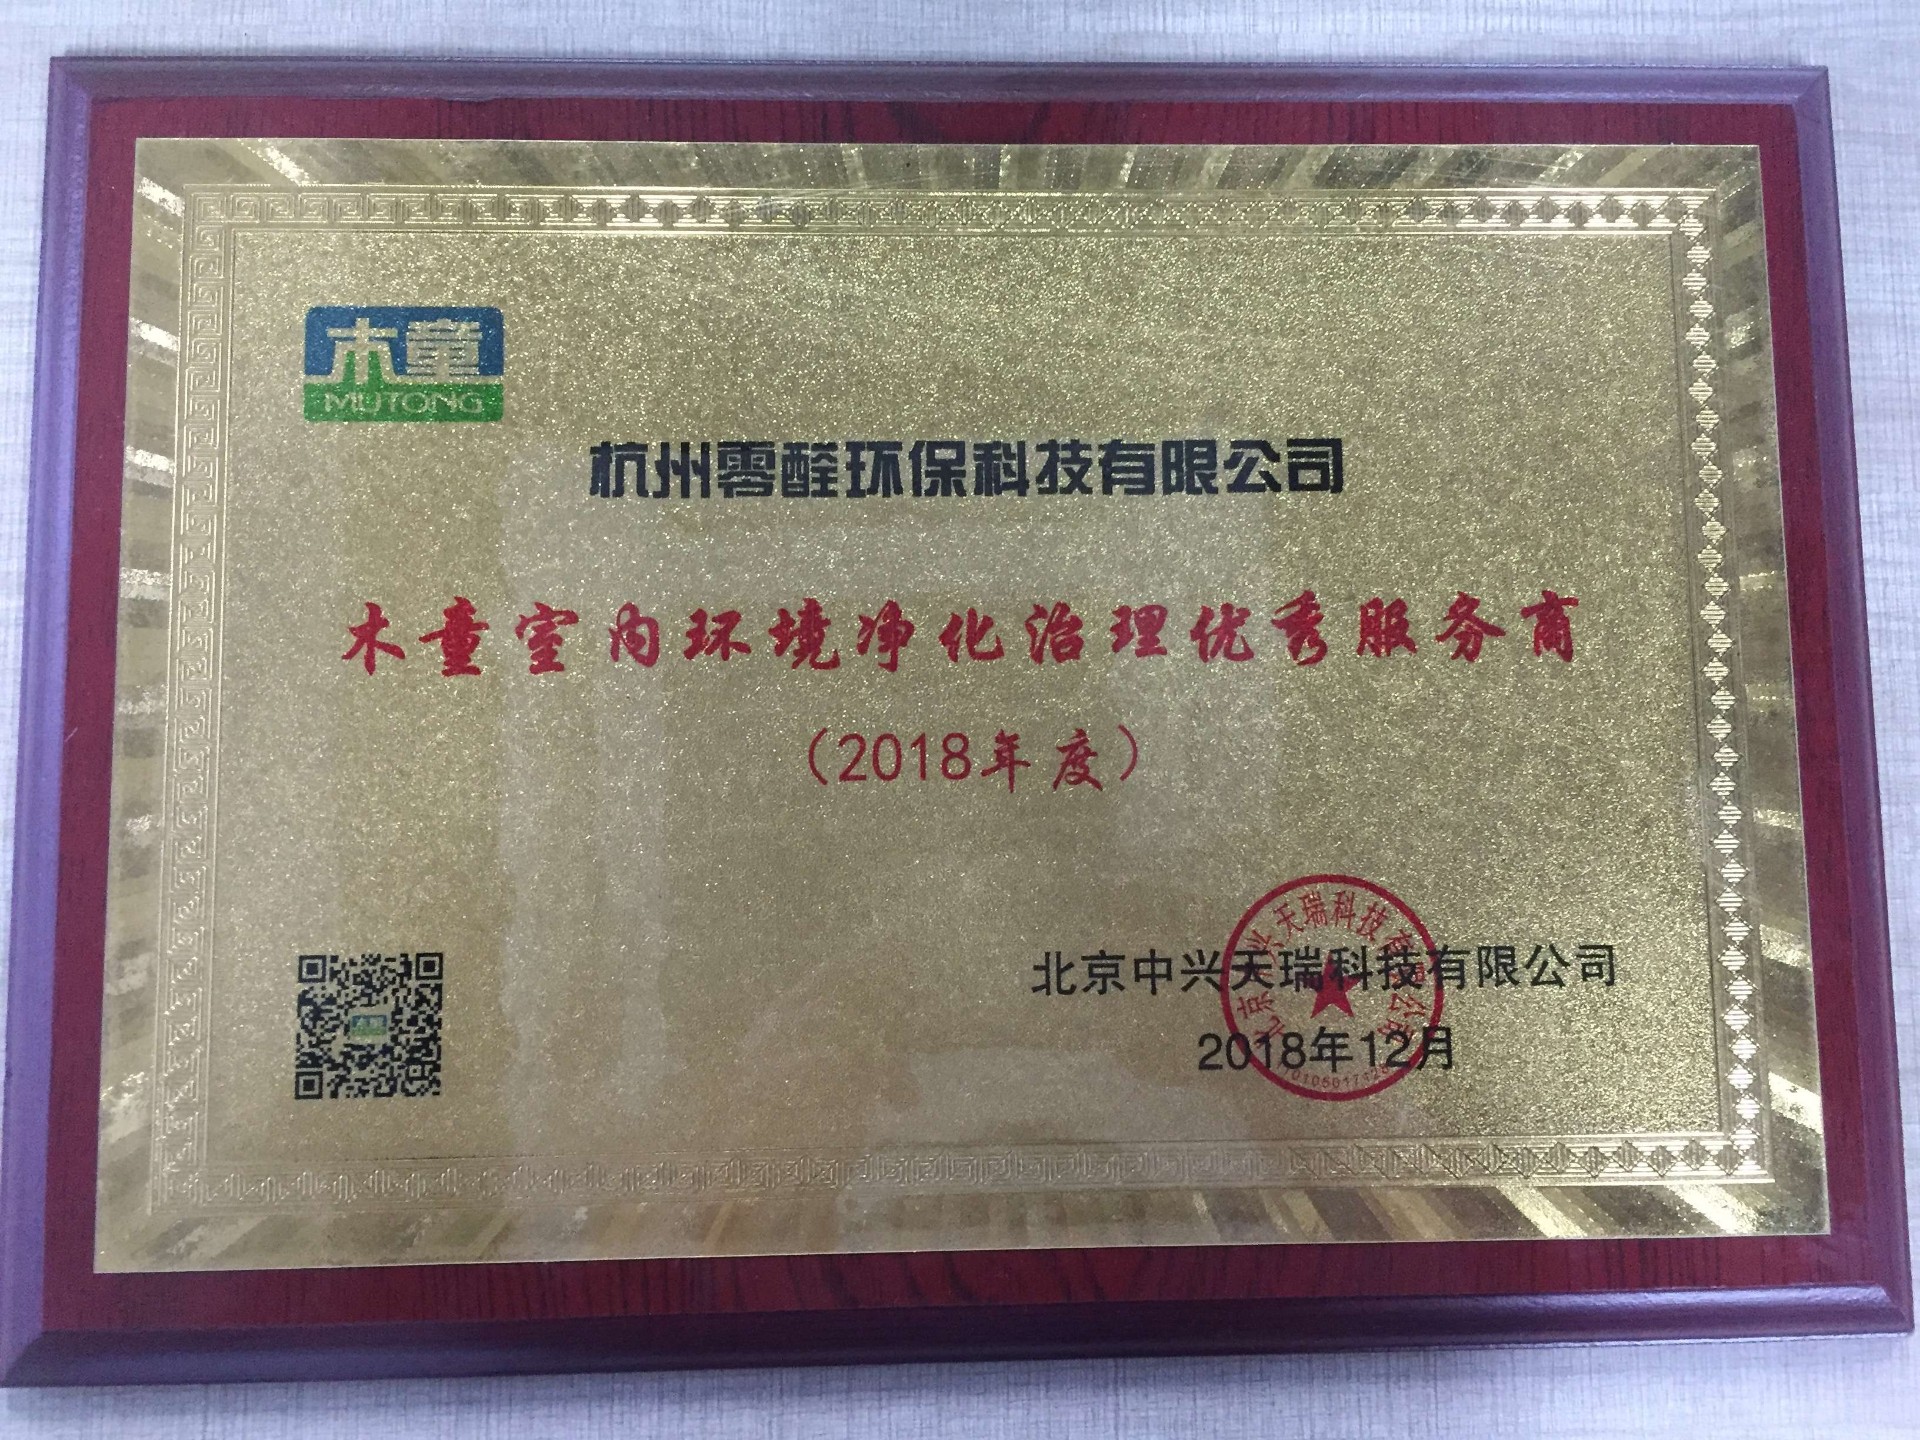 木童
MUTONG
杭州零醛环保科技有限公司
木童室内环境净化治理优秀服务商
（2018年度）
北京中兴天瑞科技有限公司
2018年12月